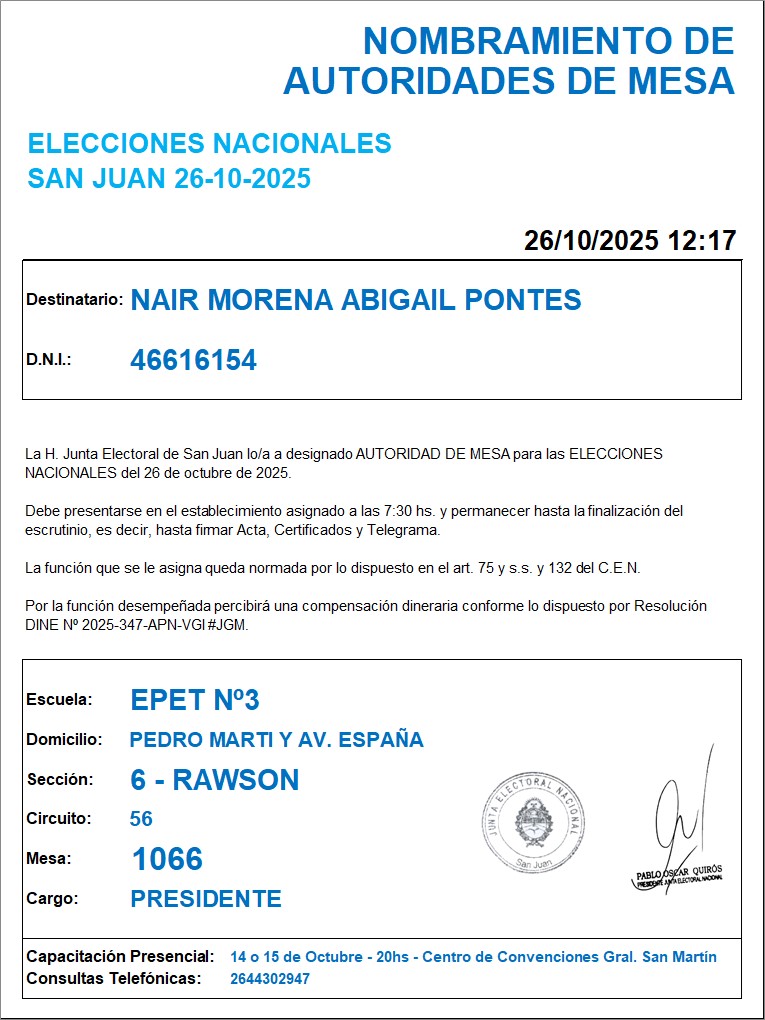 NOMBRAMIENTO DE
AUTORIDADES DE MESA
ELECCIONES NACIONALES
SAN JUAN 26-10-2025
26/10/2025 12:17
Destinatario: NAIR MORENA ABIGAIL PONTES
D.N.I.: 46616154
La H. Junta Electoral de San Juan lo/a a designado AUTORIDAD DE MESA para las ELECCIONES
NACIONALES del 26 de octubre de 2025.
Debe presentarse en el establecimiento asignado a las 7:30 hs. y permanecer hasta la finalización del
escrutinio, es decir, hasta firmar Acta, Certificados y Telegrama.
La función que se le asigna queda normada por lo dispuesto en el art. 75 y s.s. y 132 del C.E.N.
Por la función desempeñada percibirá una compensación dineraria conforme lo dispuesto por Resolución
DINE Nº 2025-347-APN-VGI#JGM.
Escuela: EPET Nº3
Domicilio: PEDRO MARTI Y AV. ESPAÑA
Sección: 6 - RAWSON
Circuito: 56
Mesa: 1066
Cargo: PRESIDENTE
JUNTA ELECTORAL NACIONAL
San Juan
PABLO OSCAR QUIRÓS
PRESIDENTE JUNTA ELECTORAL NACIONAL
Capacitación Presencial: 14 o 15 de Octubre - 20hs - Centro de Convenciones Gral. San Martín
Consultas Telefónicas: 2644302947